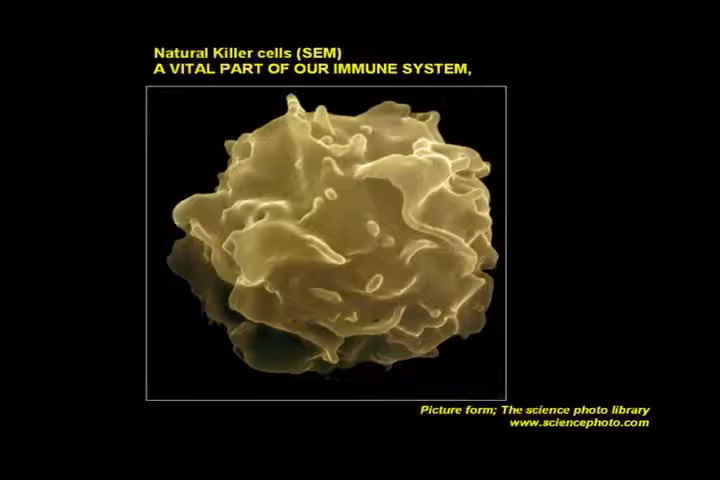 Natural Killer cells (SEM)
A VITAL PART OF OUR IMMUNE SYSTEM,
Picture form; The science photo library
www.sciencephoto.com